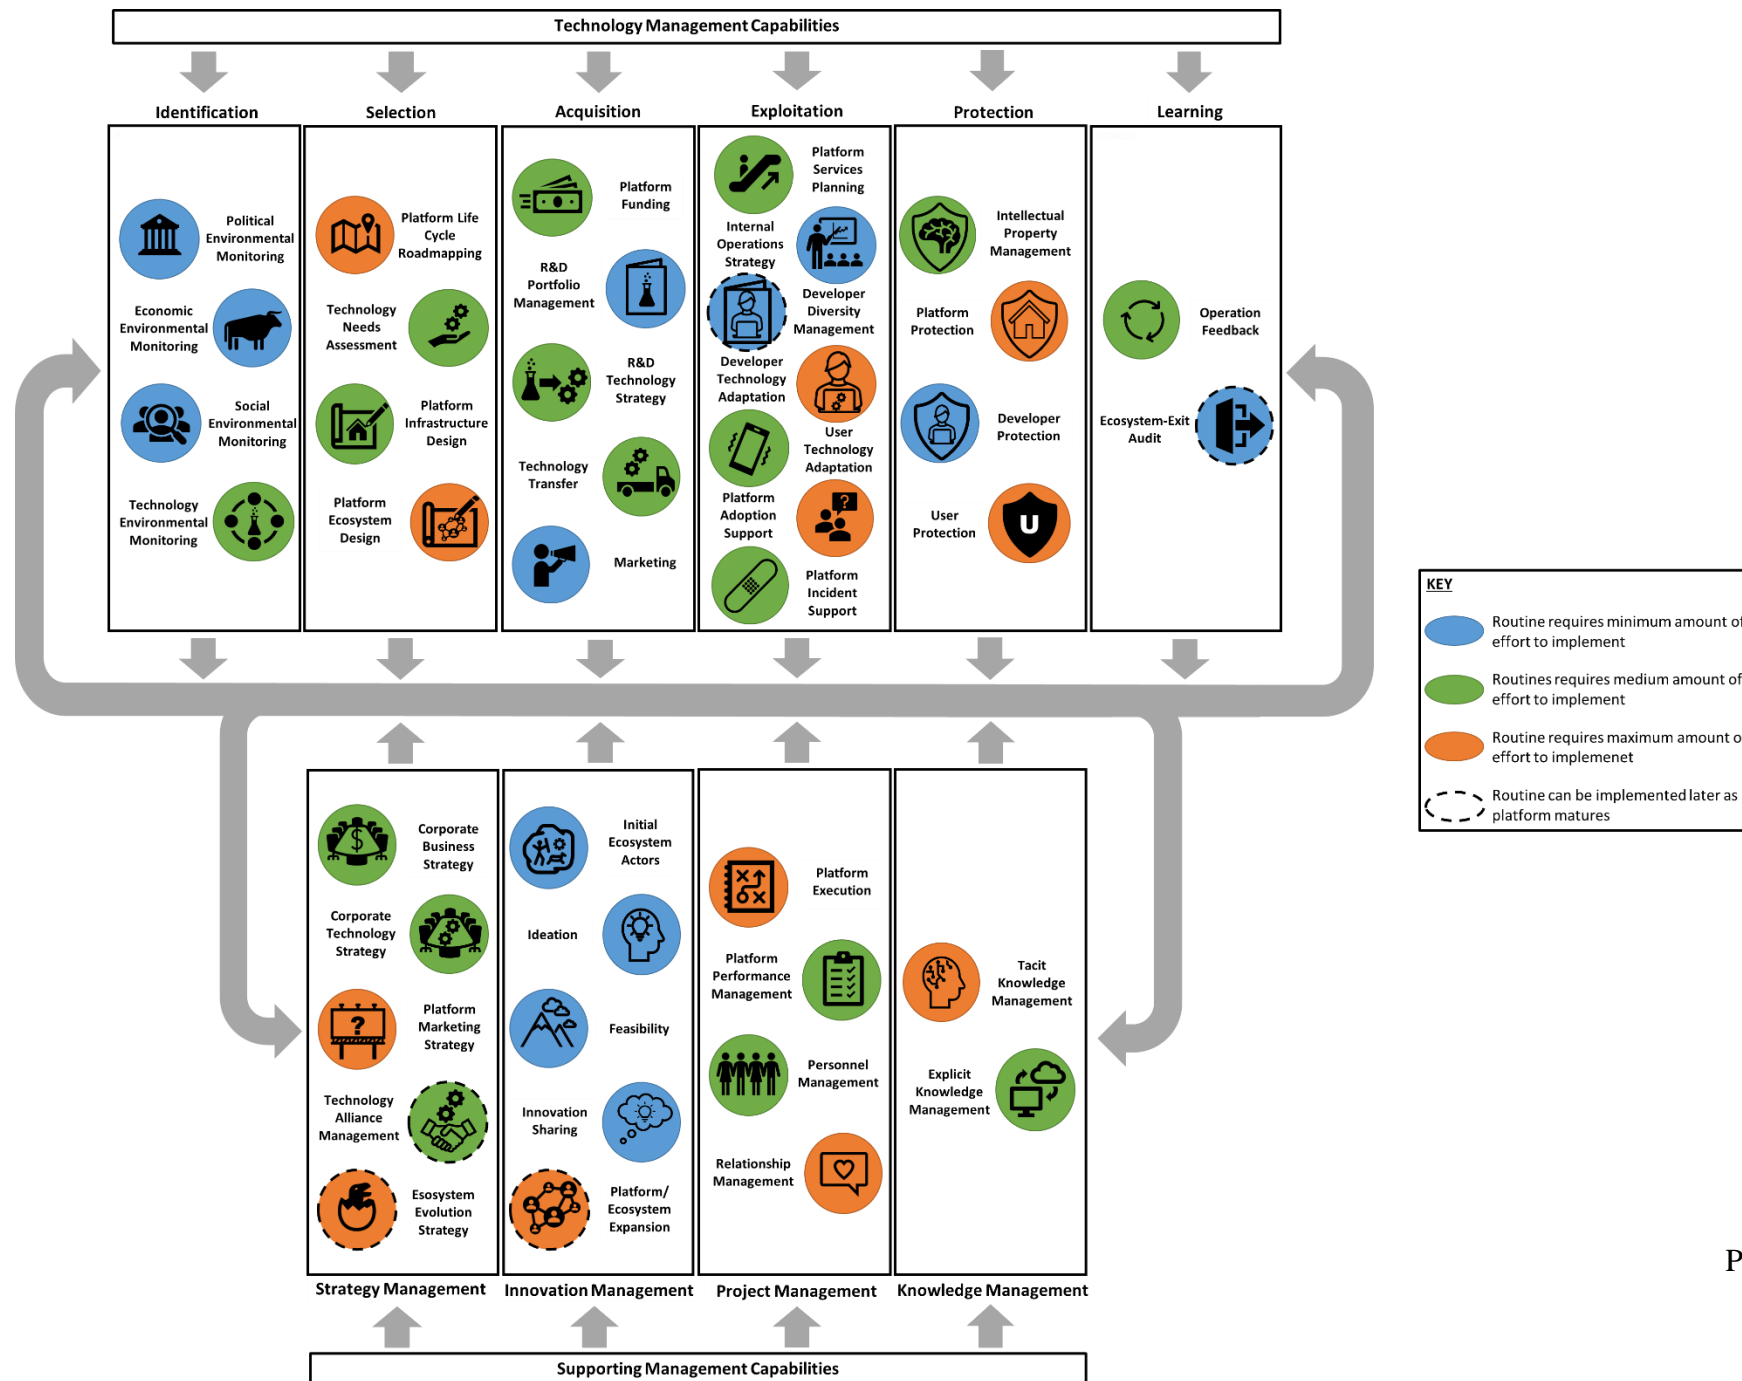 Technology Management Capabilities
Identification
Selection
Acquisition
Exploitation
Protection
Learning
Political
Environmental
Monitoring
Economic
Environmental
Monitoring
Social
Environmental
Monitoring
Technology
Environmental
Monitoring
Platform Life
Cycle
Roadmapping
Technology
Needs
Assessment
Platform
Infrastructure
Design
Platform
Ecosystem
Design
Platform
Funding
R&D
Portfolio
Management
R&D
Technology
Strategy
Technology
Transfer
Marketing
Platform
Services
Planning
Internal
Operations
Strategy
Developer
Diversity
Management
Developer
Technology
Adaptation
User
Technology
Adaptation
Platform
Adoption
Support
?
Platform
Incident
Support
Intellectual
Property
Management
Platform
Protection
Developer
Protection
User
Protection
U
Operation
Feedback
Ecosystem-Exit
Audit
KEY
Routine requires minimum amount of
effort to implement
Routines requires medium amount of
effort to implement
Routine requires maximum amount o
effort to implemenet
Routine can be implemented later as
platform matures
$
Corporate
Business
Strategy
Corporate
Technology
Strategy
?
Platform
Marketing
Strategy
Technology
Alliance
Management
Esosystem
Evolution
Strategy
Initial
Ecosystem
Actors
Ideation
Feasibility
Innovation
Sharing
Platform/
Ecosystem
Expansion
Platform
Execution
Platform
Performance
Management
Personnel
Management
Relationship
Management
Tacit
Knowledge
Management
Explicit
Knowledge
Management
P
Strategy Management
Innovation Management
Project Management
Knowledge Management
Supporting Management Capabilities